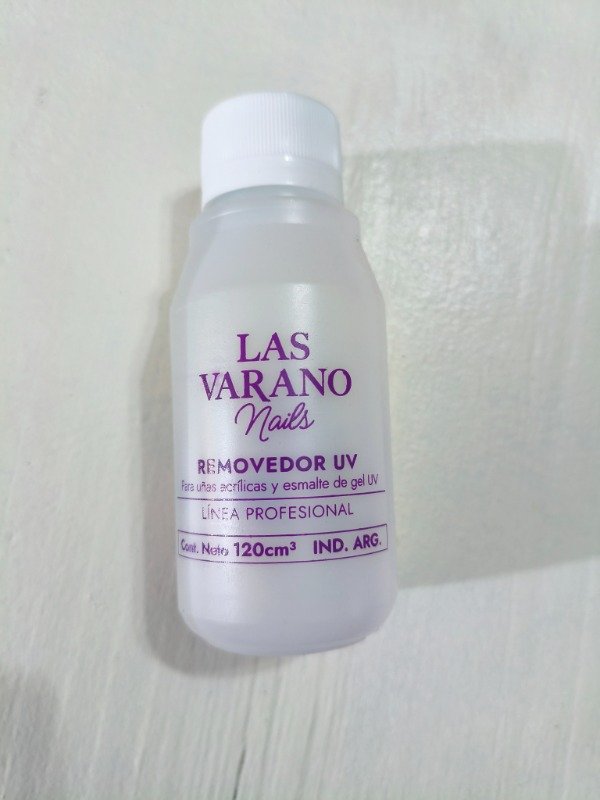 LAS
VARANO
Nails
REMOVEDOR UV
Para uñas acrílicas y esmalte de gel UV
LÍNEA PROFESIONAL
Cont. Neto 120cm³ IND. ARG.